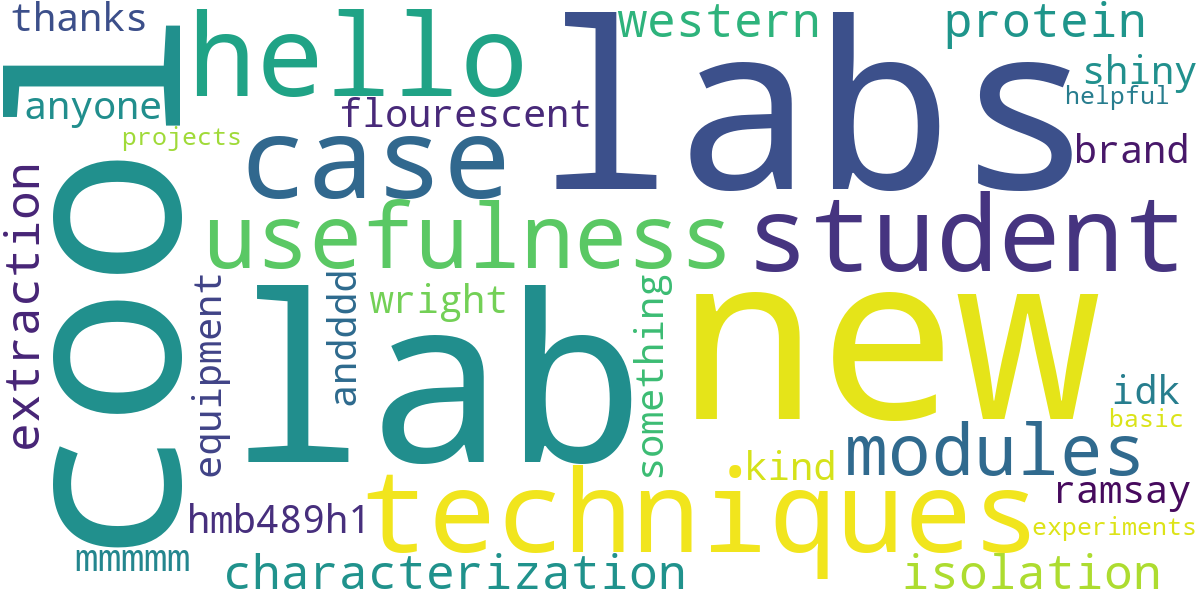 thanks
hello
labs
western
protein
cool
anyone
flourescent
shiny
helpful
projects
case
brand
extraction
usefulness
student
lab
new
equipment
andddd
wright
something
idk
basic
modules
techniques
kind
ramsay
hmb489h1
experiments
mmmmm
characterization
isolation